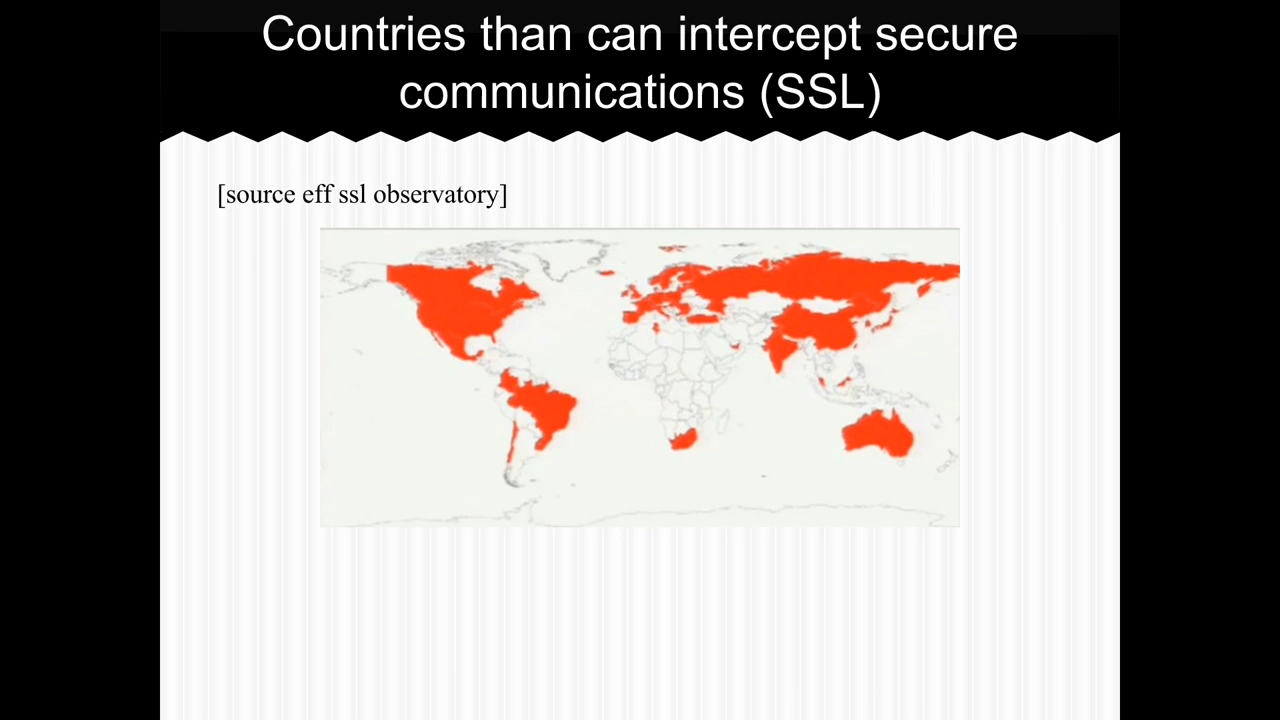 Countries than can intercept secure
communications (SSL)
[source eff ssl observatory]